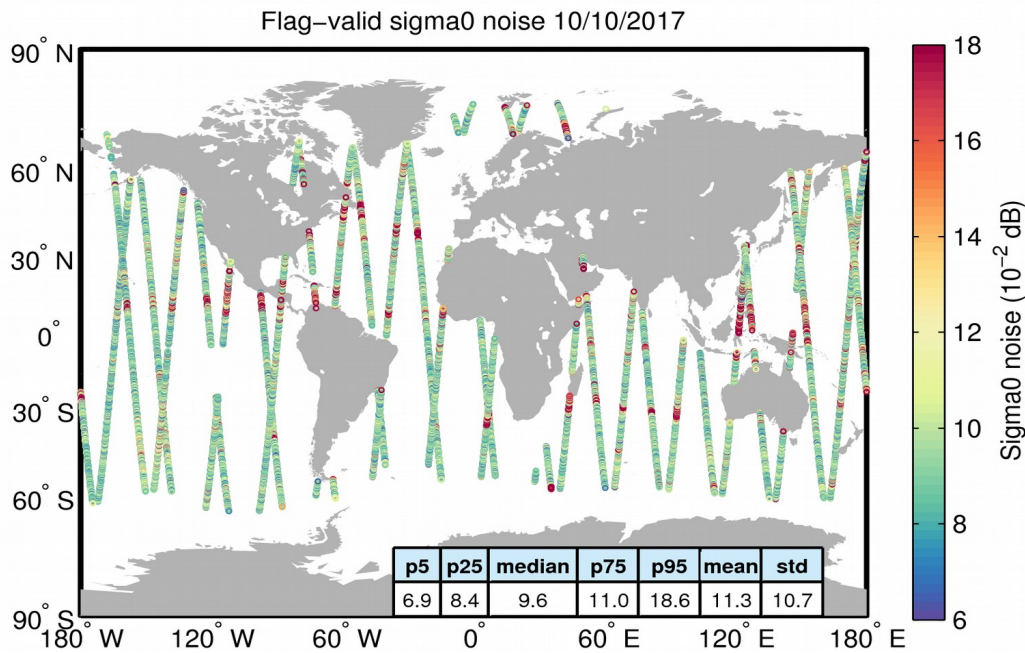 Flag−valid sigma0 noise 10/10/2017
90° N
60° N
30° N
0°
30° S
60° S
90° S
180° W
120° W
60° W
0°
60° E
120° E
180° E
p5 p25 median p75 p95 mean std
6.9 8.4 9.6 11.0 18.6 11.3 10.7
18
16
14
12
10
8
6
Sigma0 noise (10⁻² dB)